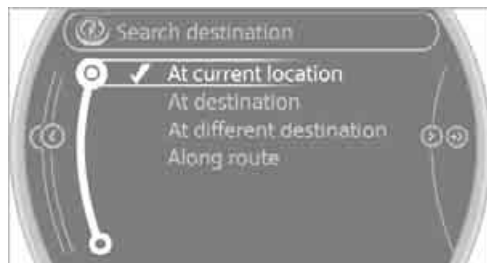 Search destination
At current location
At destination
At different destination
Along route